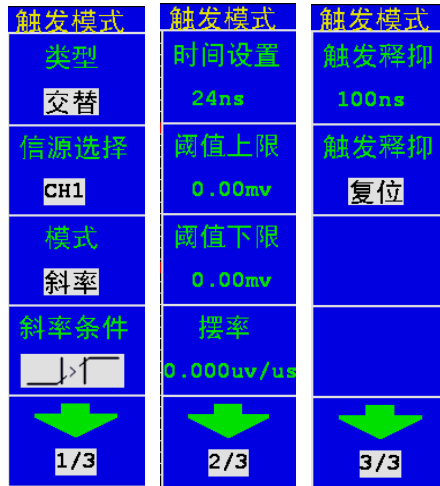 触发模式
类型
交替
信源选择
CH1
模式
斜率
斜率条件
1/3
触发模式
时间设置
24ns
阈值上限
0.00mv
阈值下限
0.00mv
摆率
0.000uv/us
2/3
触发模式
触发释抑
100ns
触发释抑
复位
3/3